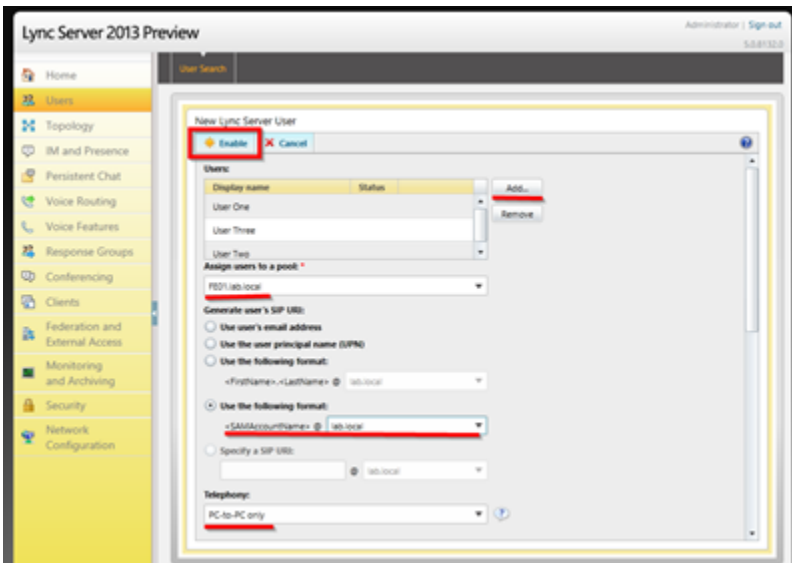 Lync Server 2013 Preview
Administrator | Sign out
5.0.8132.0
Home
Users
Topology
IM and Presence
Persistent Chat
Voice Routing
Voice Features
Response Groups
Conferencing
Clients
Federation and
External Access
Monitoring
and Archiving
Security
Network
Configuration
User Search
New Lync Server User
Enable
Cancel
Users:
Display name Status
Add...
User One
Remove
User Three
User Two
Assign users to a pool: *
FE01.lab.local
Generate user's SIP URI:
Use user's email address
Use the user principal name (UPN)
Use the following format:
<FirstName>.<LastName> @ lab.local
Use the following format:
<SAMAccountName> @ lab.local
Specify a SIP URI:
@ lab.local
Telephony:
PC-to-PC only